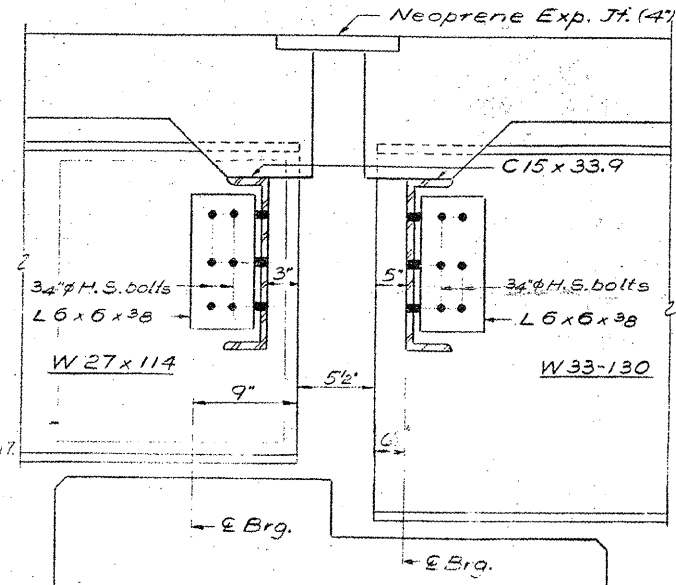 Neoprene Exp. Jt. (4")
C 15 x 33.9
3"
5"
3/4"φ H.S. bolts
3/4"φ H.S. bolts
L 6 x 6 x 3/8
L 6 x 6 x 3/8
W 27 x 114
W 33-130
9"
5 1/2"
6"
℄ Brg.
℄ Brg.